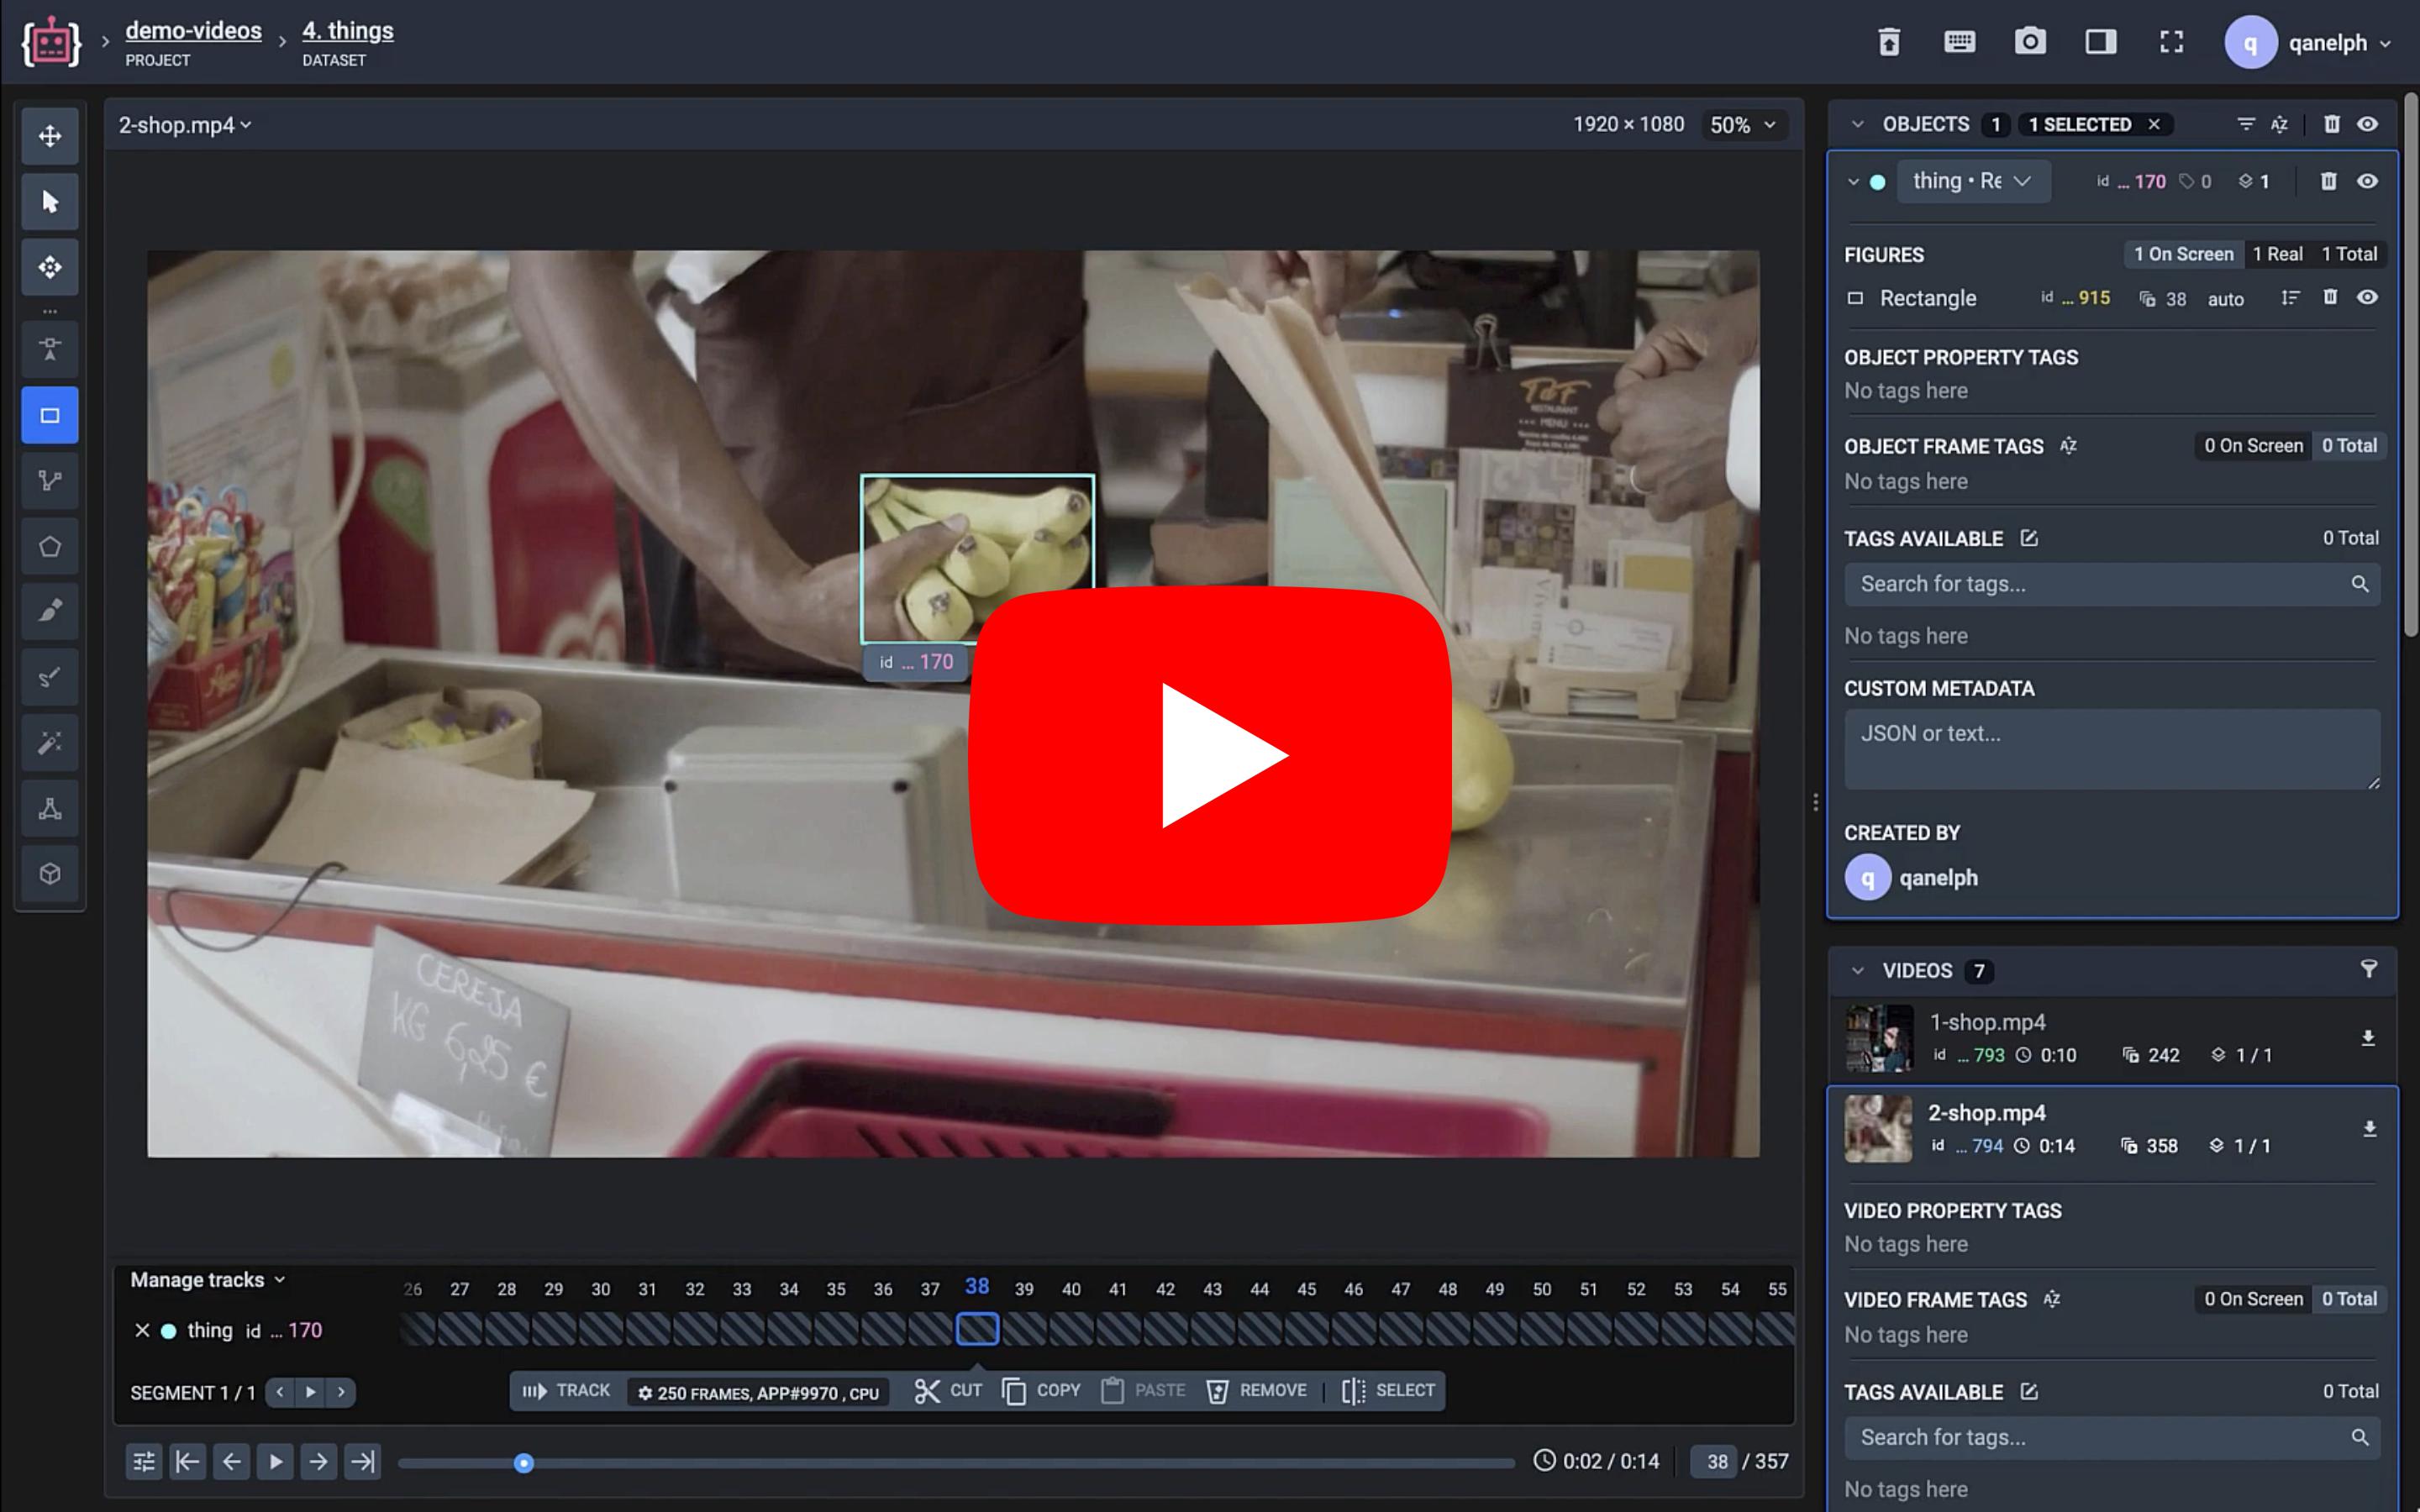 demo-videos
PROJECT
4. things
DATASET
q
qanelph
2-shop.mp4
1920 × 1080
50%
OBJECTS 1 1 SELECTED
thing • Re
id ... 170 0 1
FIGURES 1 On Screen 1 Real 1 Total
Rectangle id ... 915 38 auto
OBJECT PROPERTY TAGS
No tags here
OBJECT FRAME TAGS 0 On Screen 0 Total
No tags here
TAGS AVAILABLE 0 Total
Search for tags...
No tags here
CUSTOM METADATA
JSON or text...
CREATED BY
q qanelph
RESTAURANT
MENU
id ... 170
CEREJA
KG 6,25 €
VIDEOS 7
1-shop.mp4
id ... 793 0:10 242 1 / 1
2-shop.mp4
id ... 794 0:14 358 1 / 1
VIDEO PROPERTY TAGS
No tags here
VIDEO FRAME TAGS 0 On Screen 0 Total
No tags here
TAGS AVAILABLE 0 Total
Search for tags...
No tags here
Manage tracks
26 27 28 29 30 31 32 33 34 35 36 37 38 39 40 41 42 43 44 45 46 47 48 49 50 51 52 53 54 55
thing id ... 170
SEGMENT 1 / 1
TRACK 250 FRAMES, APP#9970 , CPU CUT COPY PASTE REMOVE SELECT
0:02 / 0:14 38 / 357